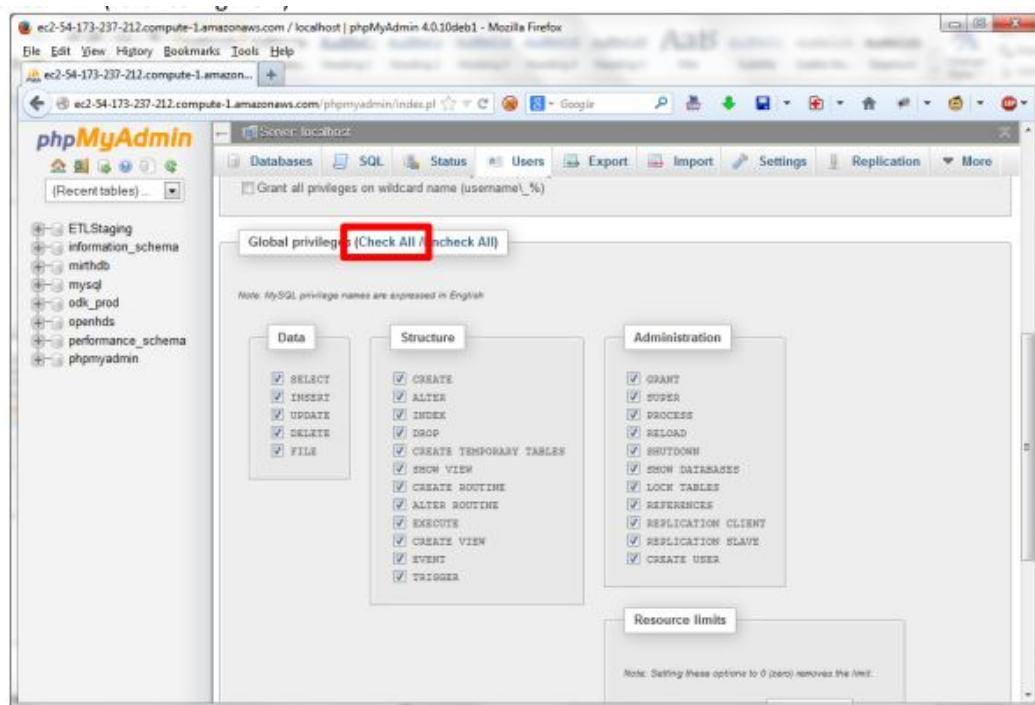 ec2-54-173-237-212.compute-1.amazonaws.com / localhost | phpMyAdmin 4.0.10deb1 - Mozilla Firefox
File Edit View History Bookmarks Tools Help
ec2-54-173-237-212.compute-1.amazon...
ec2-54-173-237-212.compute-1.amazonaws.com/phpmyadmin/index.pl
Google
phpMyAdmin
(Recent tables) ...
ETLStaging
information_schema
mirthdb
mysql
odk_prod
openhds
performance_schema
phpmyadmin
Server: localhost
Databases SQL Status Users Export Import Settings Replication More
Grant all privileges on wildcard name (username\_%)
Global privileges (Check All / Uncheck All)
Note: MySQL privilege names are expressed in English
Data
SELECT
INSERT
UPDATE
DELETE
FILE
Structure
CREATE
ALTER
INDEX
DROP
CREATE TEMPORARY TABLES
SHOW VIEW
CREATE ROUTINE
ALTER ROUTINE
EXECUTE
CREATE VIEW
EVENT
TRIGGER
Administration
GRANT
SUPER
PROCESS
RELOAD
SHUTDOWN
SHOW DATABASES
LOCK TABLES
REFERENCES
REPLICATION CLIENT
REPLICATION SLAVE
CREATE USER
Resource limits
Note: Setting these options to 0 (zero) removes the limit.